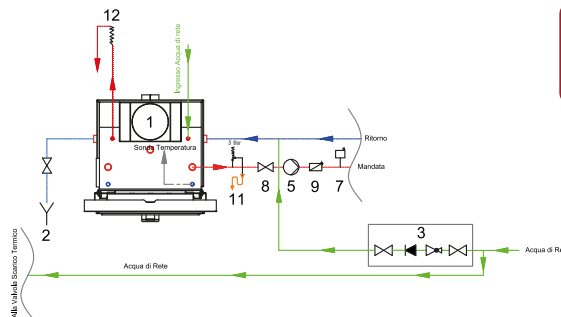 12
Ingresso Acqua di rete
1
Sonda Temperatura
3 Bar
Ritorno
Mandata
8
5
9
7
11
2
3
Acqua di Re
Acqua di Rete
Alla Valvola Scarico Termico